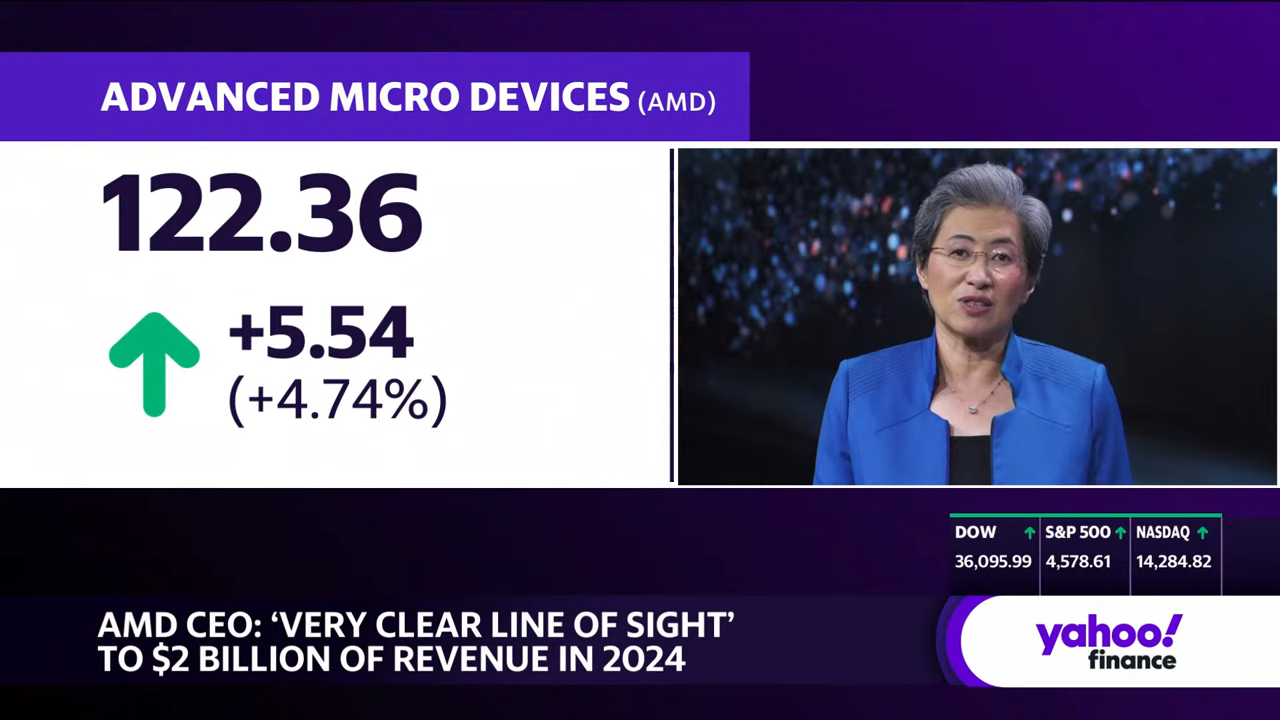 ADVANCED MICRO DEVICES (AMD)
122.36
+5.54
(+4.74%)
DOW
36,095.99
S&P 500
4,578.61
NASDAQ
14,284.82
AMD CEO: ‘VERY CLEAR LINE OF SIGHT’
TO $2 BILLION OF REVENUE IN 2024
yahoo!
finance